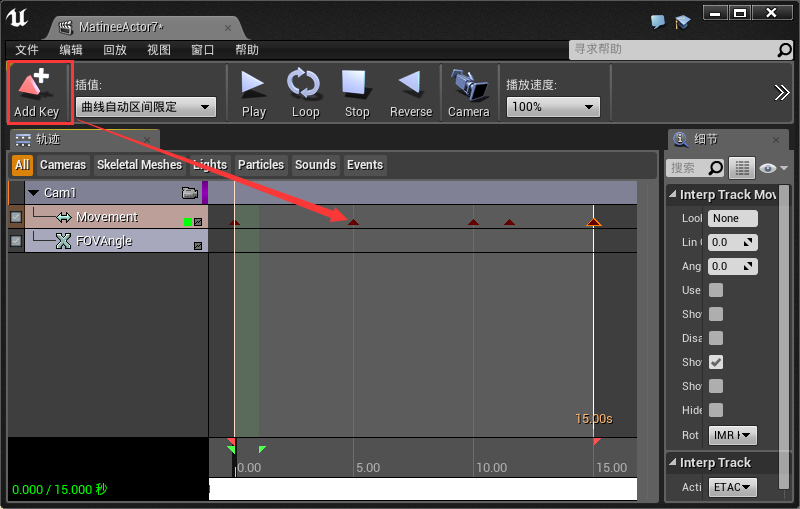 MatineeActor7*
文件 编辑 回放 视图 窗口 帮助 寻求帮助
Add Key 插值: 曲线自动区间限定 Play Loop Stop Reverse Camera 播放速度: 100%
轨迹 细节
All Cameras Skeletal Meshes Lights Particles Sounds Events 搜索
Cam1 Interp Track Mov
Movement Lool None
FOVAngle Lin 0.0
Ang 0.0
Use
Sho
Disa
Sho
Sho
Hide
15.00s
Rot IMR
Interp Track
0.00 5.00 10.00 15.00
0.000 / 15.000 秒 Acti ETAC